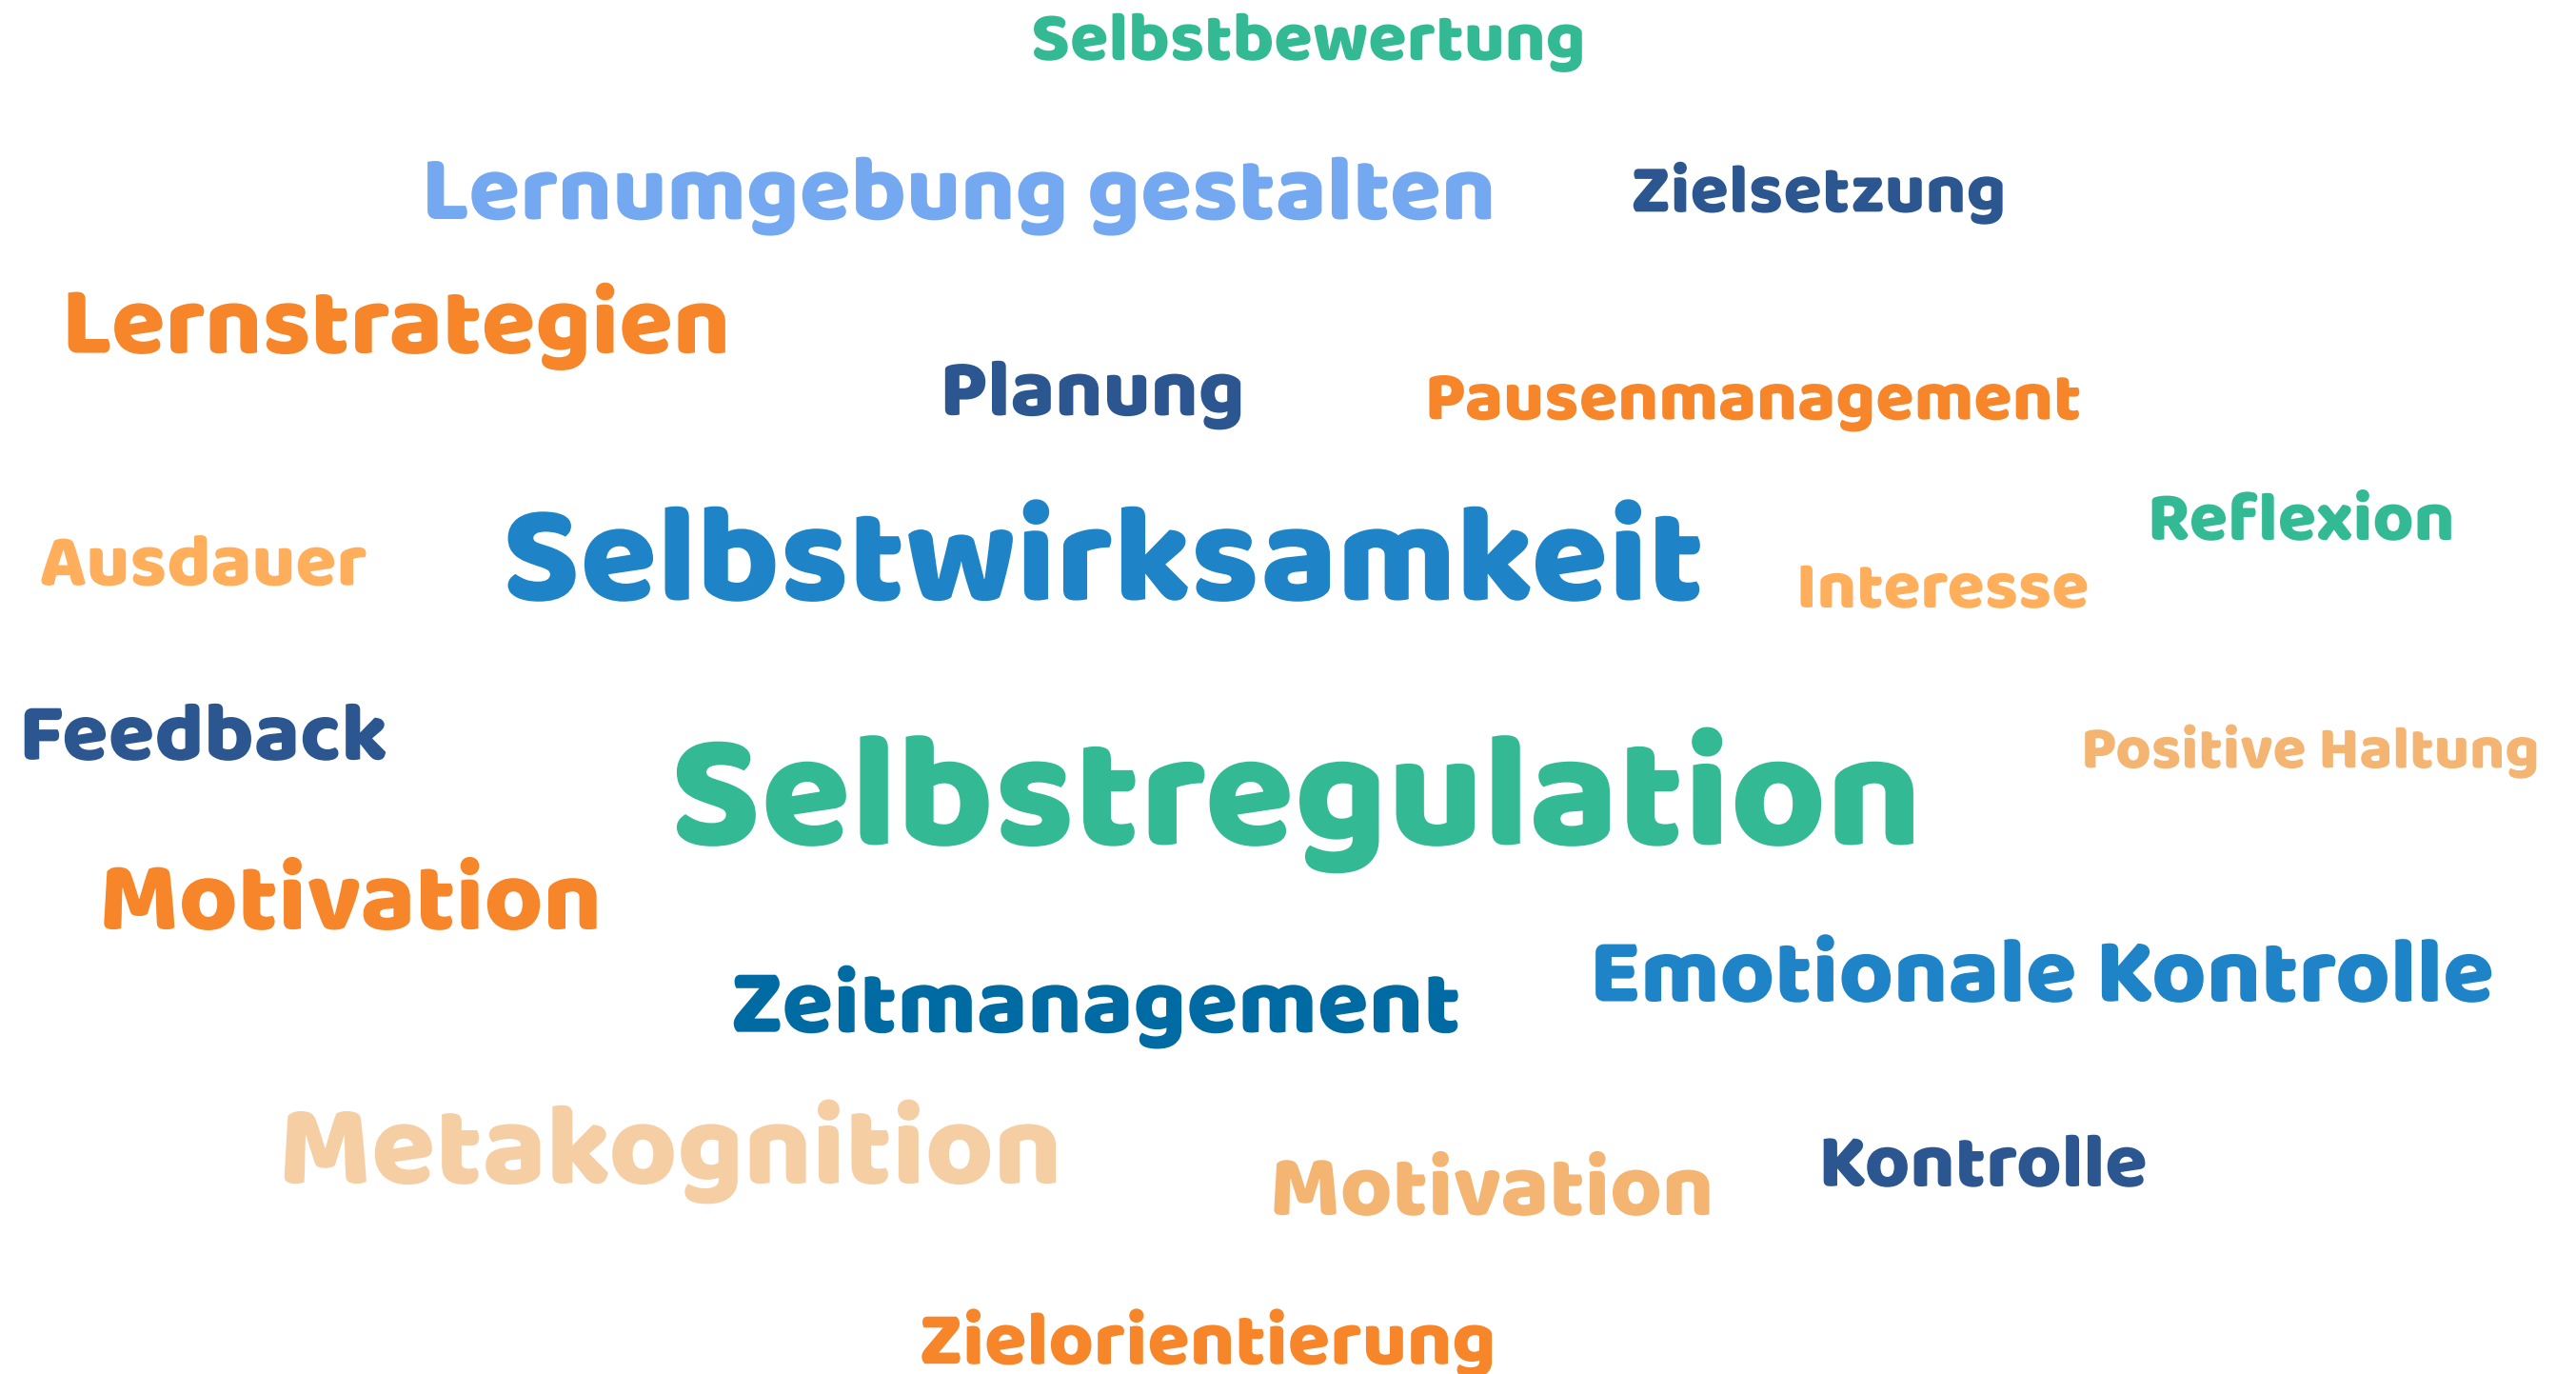 Selbstbewertung
Lernumgebung gestalten
Zielsetzung
Lernstrategien
Planung
Pausenmanagement
Selbstwirksamkeit
Reflexion
Ausdauer
Interesse
Feedback
Positive Haltung
Selbstregulation
Motivation
Emotionale Kontrolle
Zeitmanagement
Metakognition
Motivation
Kontrolle
Zielorientierung